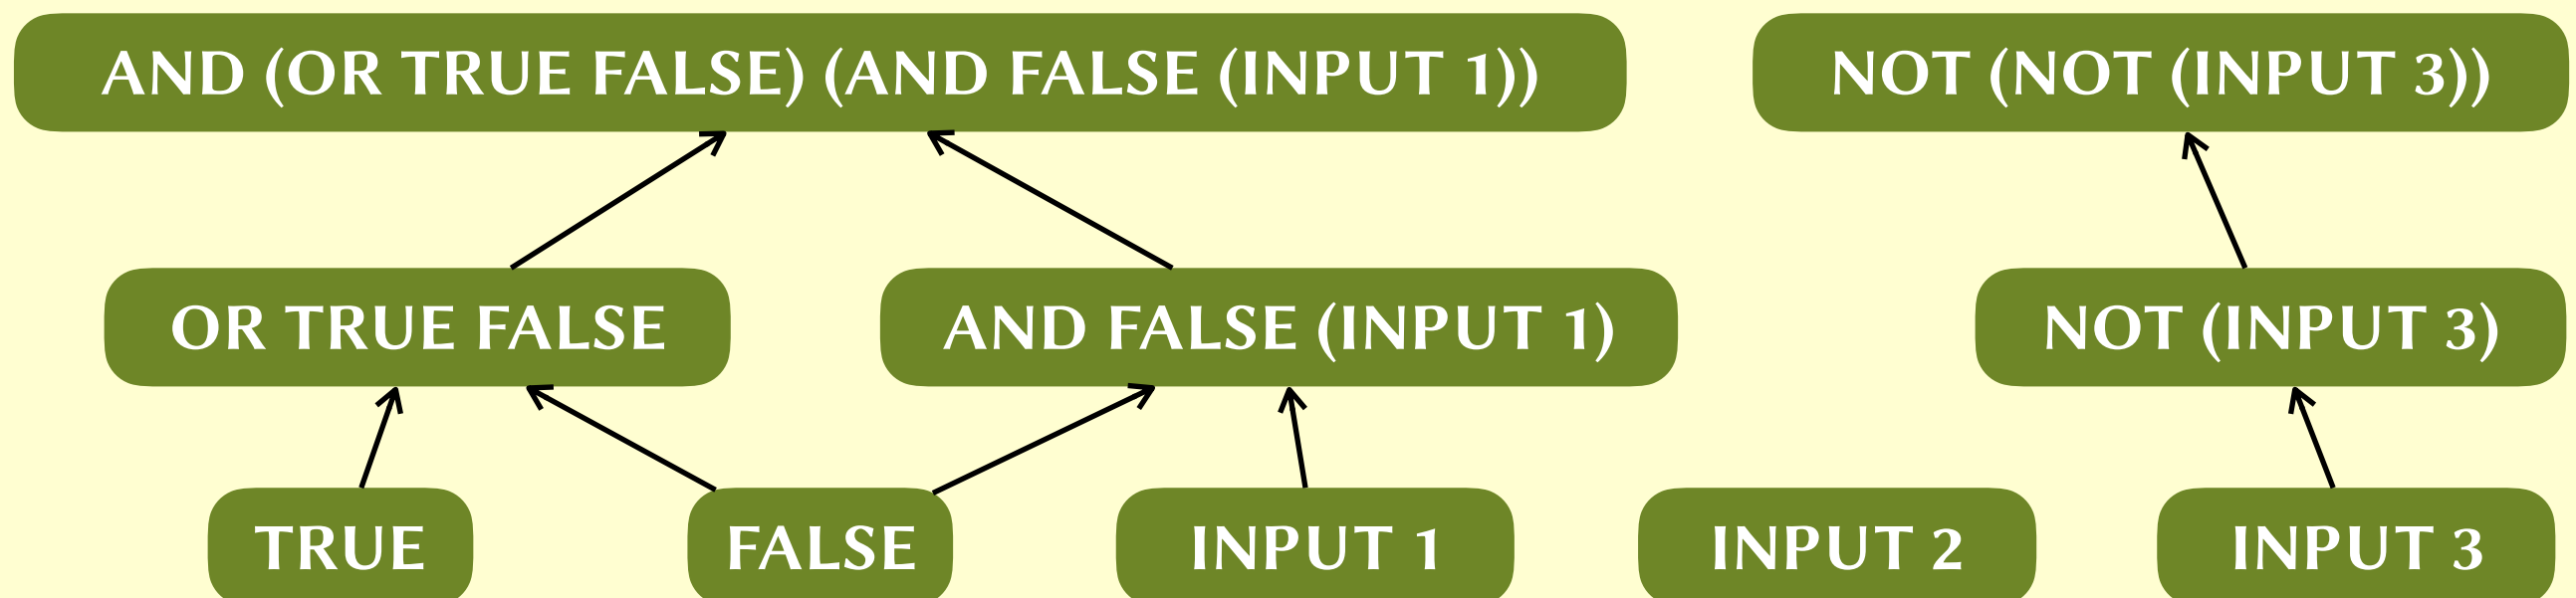 AND (OR TRUE FALSE) (AND FALSE (INPUT 1))
NOT (NOT (INPUT 3))
OR TRUE FALSE
AND FALSE (INPUT 1)
NOT (INPUT 3)
TRUE
FALSE
INPUT 1
INPUT 2
INPUT 3